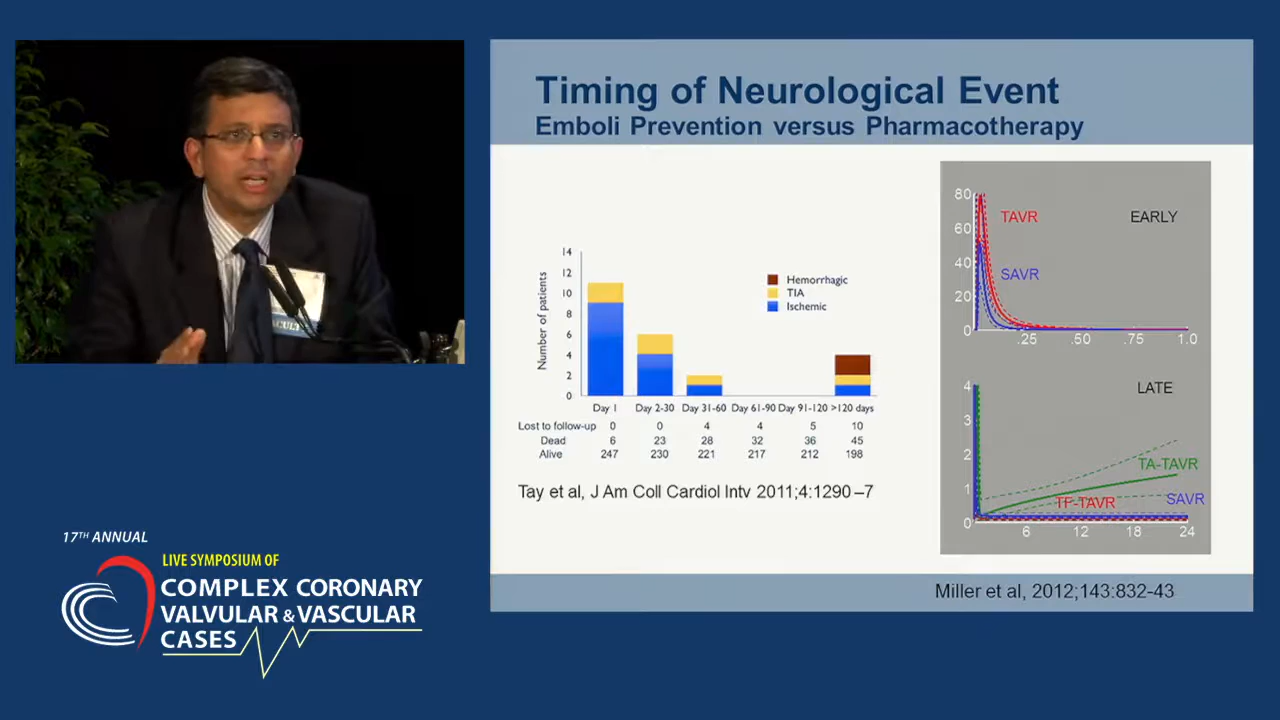 Timing of Neurological Event
Emboli Prevention versus Pharmacotherapy
14
12
10
8
6
4
2
0
Number of patients
Hemorrhagic
TIA
Ischemic
Day 1 Day 2-30 Day 31-60 Day 61-90 Day 91-120 >120 days
Lost to follow-up 0 0 4 4 5 10
Dead 6 23 28 32 36 45
Alive 247 230 221 217 212 198
Tay et al, J Am Coll Cardiol Intv 2011;4:1290–7
80
60
40
20
0
TAVR
EARLY
SAVR
.25 .50 .75 1.0
4
3
2
1
0
LATE
TA-TAVR
TF-TAVR
SAVR
6 12 18 24
Miller et al, 2012;143:832-43
17TH ANNUAL
LIVE SYMPOSIUM OF
COMPLEX CORONARY
VALVULAR & VASCULAR
CASES